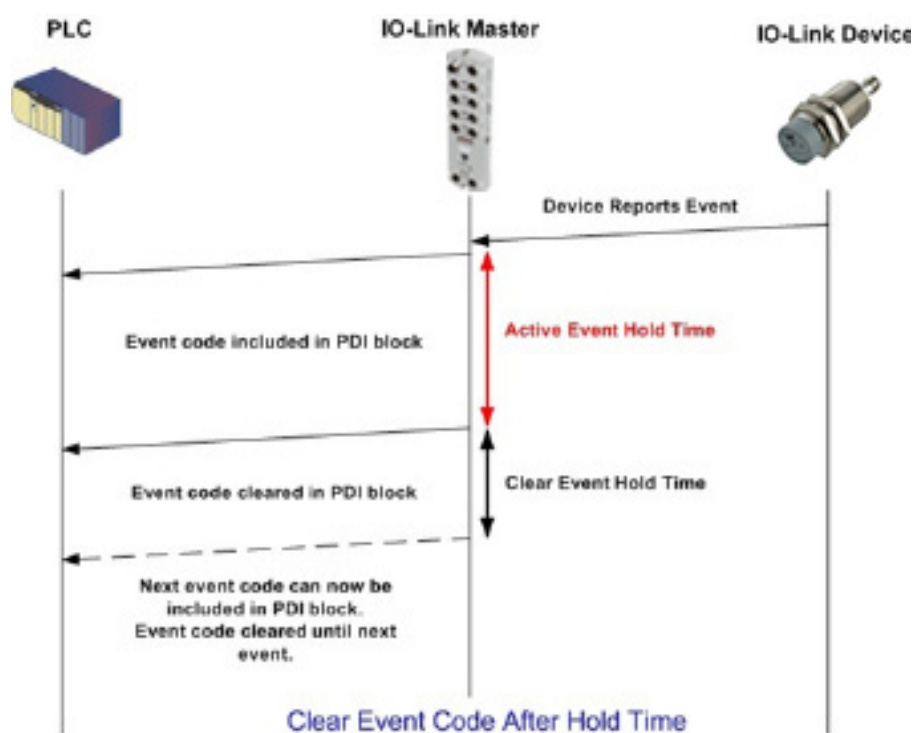 PLC
IO-Link Master
IO-Link Device
Device Reports Event
Event code included in PDI block
Active Event Hold Time
Event code cleared in PDI block
Clear Event Hold Time
Next event code can now be
included in PDI block.
Event code cleared until next
event.
Clear Event Code After Hold Time